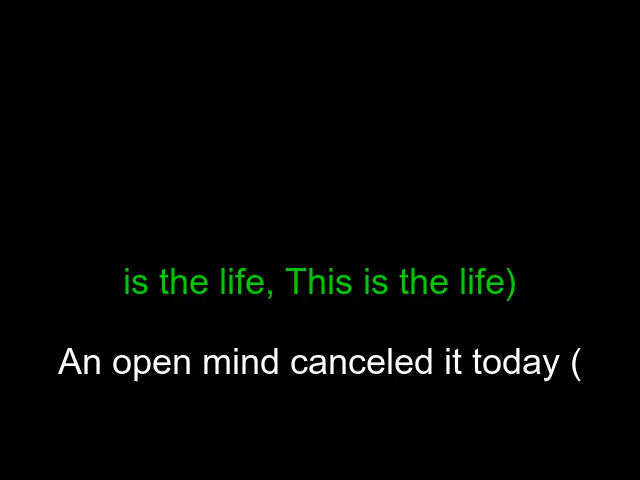 is the life, This is the life)
An open mind canceled it today (